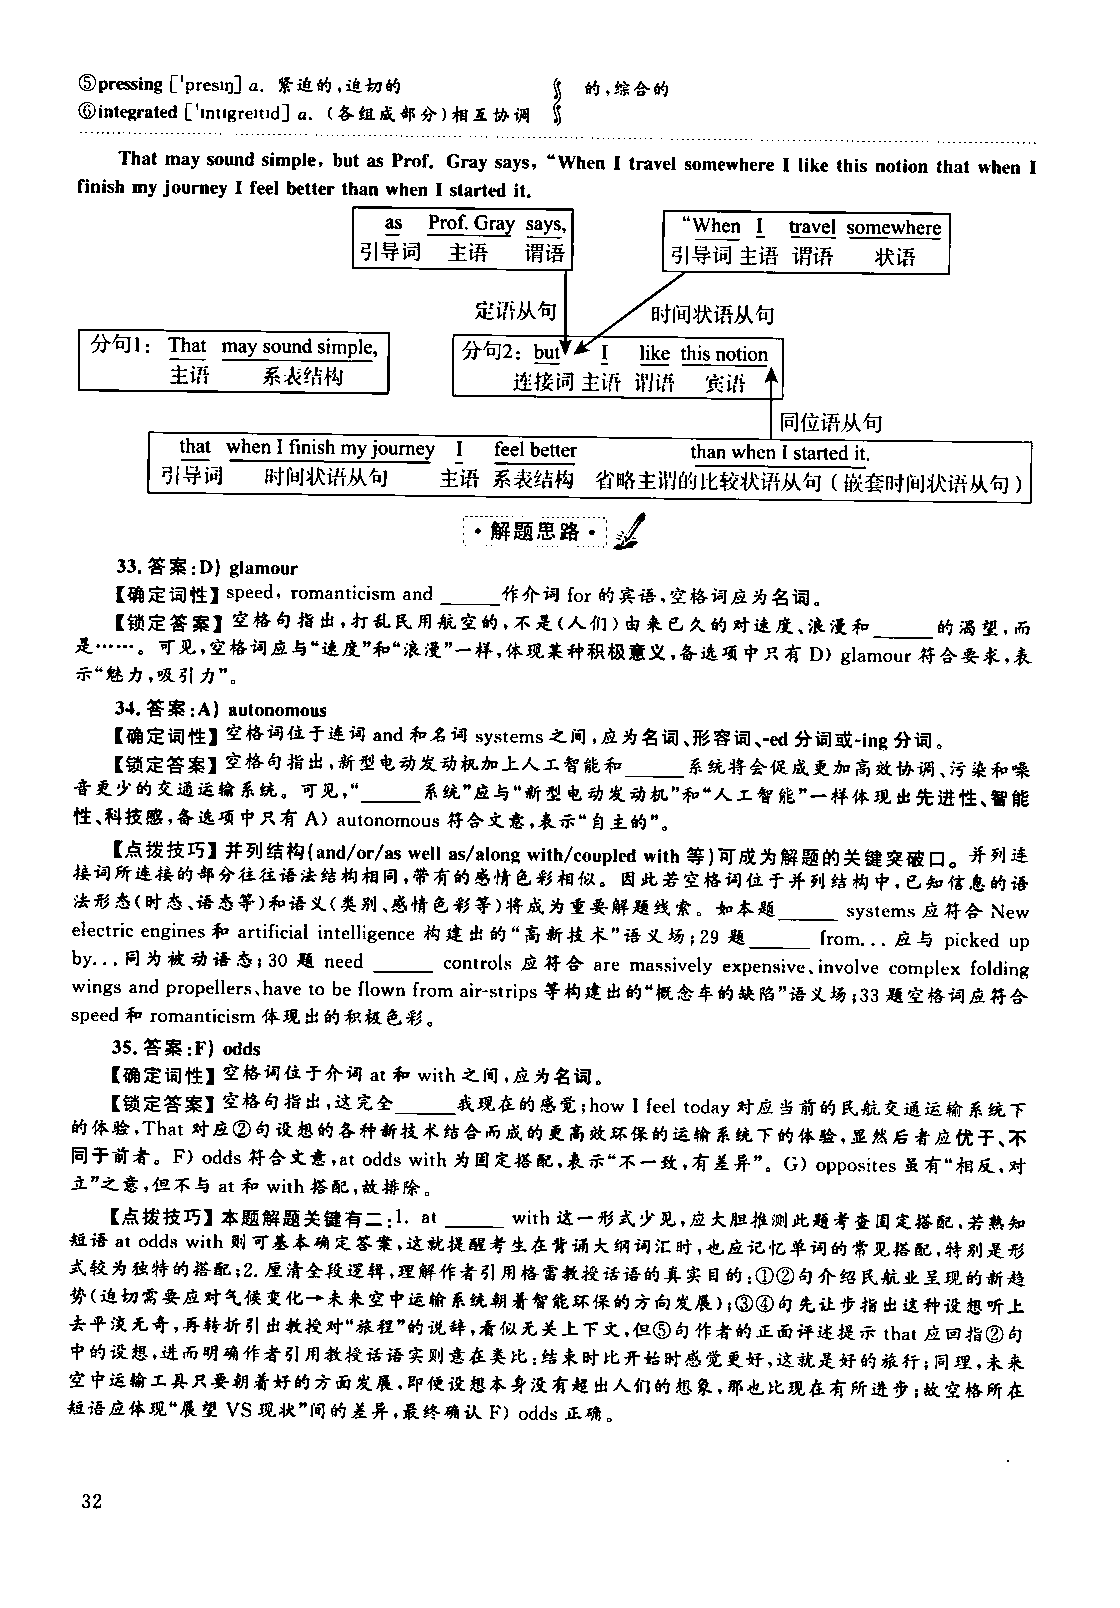 ⑤pressing [ˈpresɪŋ] a. 紧迫的,迫切的
⑥integrated [ˈɪntɪɡreɪtɪd] a. (各组成部分)相互协调
的,综合的
That may sound simple, but as Prof. Gray says, “When I travel somewhere I like this notion that when I
finish my journey I feel better than when I started it.
as Prof. Gray says,
引导词 主语 谓语
“When I travel somewhere
引导词 主语 谓语 状语
定语从句
时间状语从句
分句1: That may sound simple,
主语 系表结构
分句2: but I like this notion
连接词 主语 谓语 宾语
同位语从句
that when I finish my journey I feel better than when I started it.
引导词 时间状语从句 主语 系表结构 省略主谓的比较状语从句(嵌套时间状语从句)
·解题思路·
33. 答案:D) glamour
【确定词性】speed, romanticism and ______作介词 for 的宾语,空格词应为名词。
【锁定答案】空格句指出,打乱民用航空的,不是(人们)由来已久的对速度、浪漫和______的渴望,而
是……。可见,空格词应与“速度”和“浪漫”一样,体现某种积极意义,备选项中只有 D) glamour 符合要求,表
示“魅力,吸引力”。
34. 答案:A) autonomous
【确定词性】空格词位于连词 and 和名词 systems 之间,应为名词、形容词、-ed 分词或-ing 分词。
【锁定答案】空格句指出,新型电动发动机加上人工智能和______系统将会促成更加高效协调、污染和噪
音更少的交通运输系统。可见,“______系统”应与“新型电动发动机”和“人工智能”一样体现出先进性、智能
性、科技感,备选项中只有 A) autonomous 符合文意,表示“自主的”。
【点拨技巧】并列结构(and/or/as well as/along with/coupled with 等)可成为解题的关键突破口。并列连
接词所连接的部分往往语法结构相同,带有的感情色彩相似。因此若空格词位于并列结构中,已知信息的语
法形态(时态、语态等)和语义(类别、感情色彩等)将成为重要解题线索。如本题______ systems 应符合 New
electric engines 和 artificial intelligence 构建出的“高新技术”语义场;29 题______ from... 应与 picked up
by...同为被动语态;30 题 need ______ controls 应符合 are massively expensive、involve complex folding
wings and propellers、have to be flown from air-strips 等构建出的“概念车的缺陷”语义场;33 题空格词应符合
speed 和 romanticism 体现出的积极色彩。
35. 答案:F) odds
【确定词性】空格词位于介词 at 和 with 之间,应为名词。
【锁定答案】空格句指出,这完全______我现在的感觉;how I feel today 对应当前的民航交通运输系统下
的体验,That 对应②句设想的各种新技术结合而成的更高效环保的运输系统下的体验,显然后者应优于、不
同于前者。F) odds 符合文意,at odds with 为固定搭配,表示“不一致,有差异”。G) opposites 虽有“相反,对
立”之意,但不与 at 和 with 搭配,故排除。
【点拨技巧】本题解题关键有二:1. at ______ with 这一形式少见,应大胆推测此题考查固定搭配,若熟知
短语 at odds with 则可基本确定答案,这就提醒考生在背诵大纲词汇时,也应记忆单词的常见搭配,特别是形
式较为独特的搭配;2. 厘清全段逻辑,理解作者引用格雷教授话语的真实目的:①②句介绍民航业呈现的新趋
势(迫切需要应对气候变化→未来空中运输系统朝着智能环保的方向发展);③④句先让步指出这种设想听上
去平淡无奇,再转折引出教授对“旅程”的说辞,看似无关上下文,但⑤句作者的正面评述提示 that 应回指②句
中的设想,进而明确作者引用教授话语实则意在类比:结束时比开始时感觉更好,这就是好的旅行;同理,未来
空中运输工具只要朝着好的方面发展,即便设想本身没有超出人们的想象,那也比现在有所进步;故空格所在
短语应体现“展望 VS 现状”间的差异,最终确认 F) odds 正确。
32